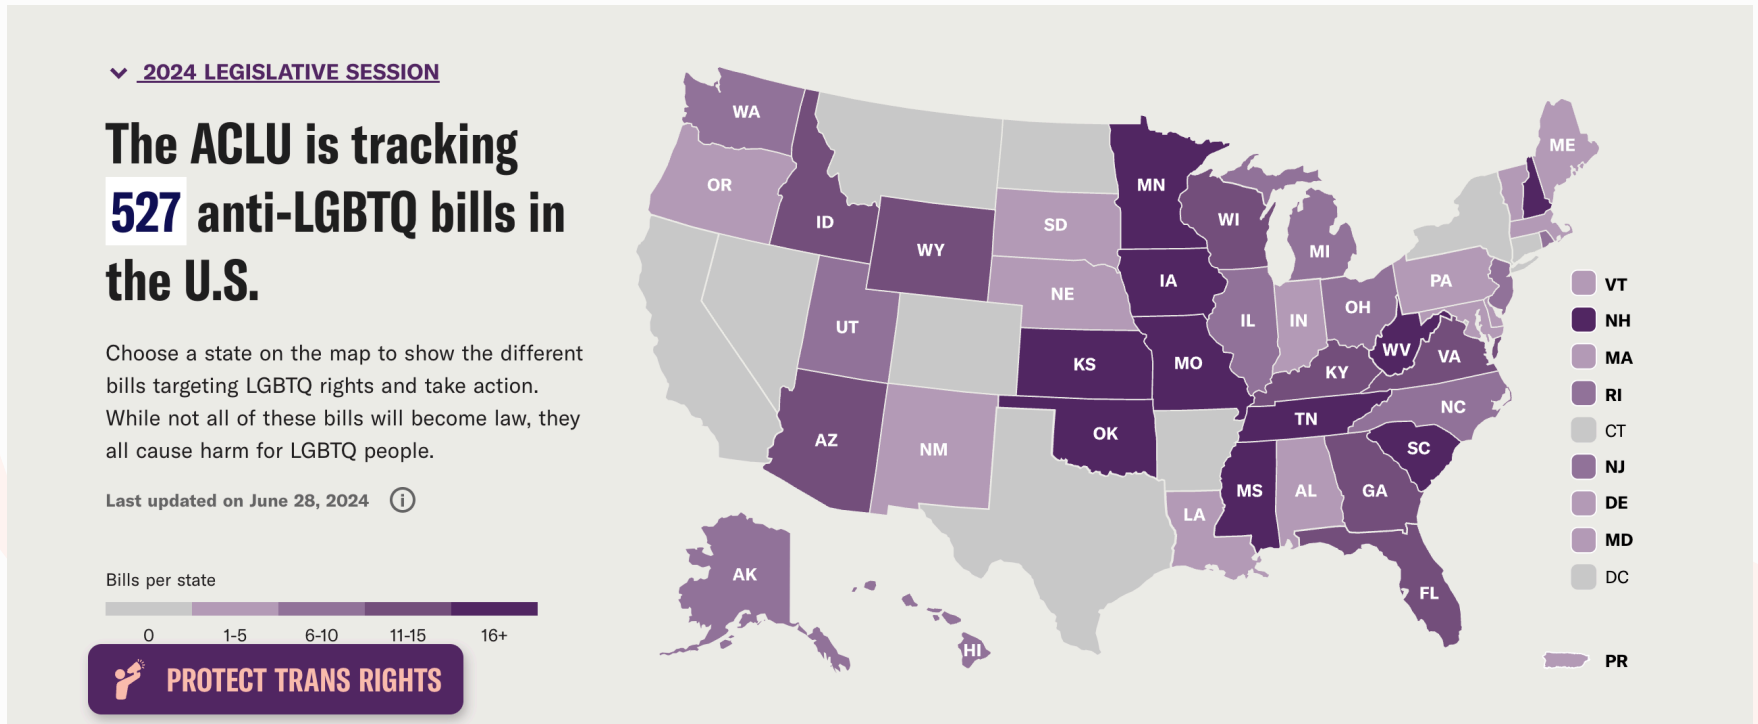 2024 LEGISLATIVE SESSION
The ACLU is tracking
527 anti-LGBTQ bills in
the U.S.
Choose a state on the map to show the different
bills targeting LGBTQ rights and take action.
While not all of these bills will become law, they
all cause harm for LGBTQ people.
Last updated on June 28, 2024 i
Bills per state
0 1-5 6-10 11-15 16+
PROTECT TRANS RIGHTS
WA
ME
OR
MN
ID
SD
WI
WY
MI
NE
IA
PA
UT
IL
IN
OH
KS
MO
WV
VA
KY
AZ
NM
OK
TN
NC
SC
MS
AL
GA
LA
AK
FL
HI
VT
NH
MA
RI
CT
NJ
DE
MD
DC
PR